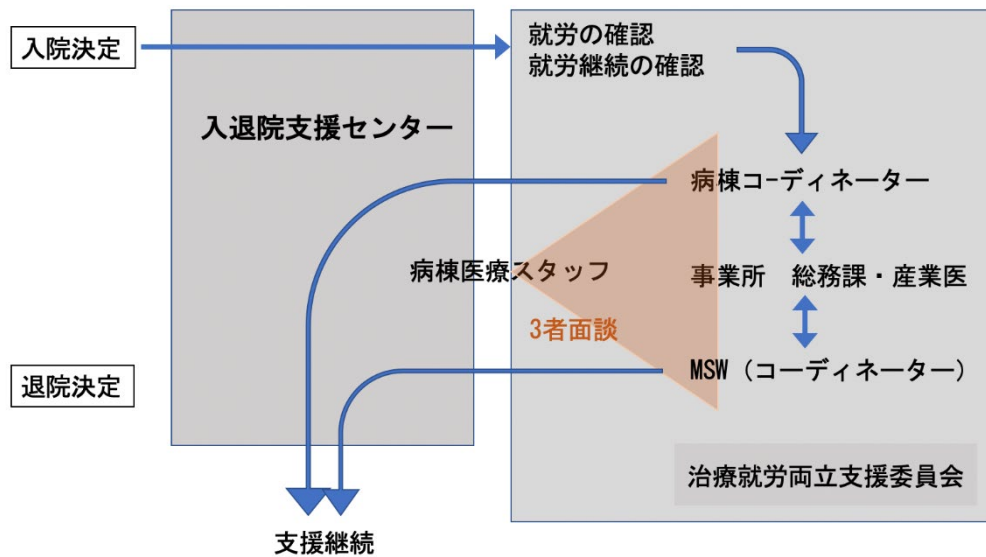 入院決定
就労の確認
就労継続の確認
入退院支援センター
病棟コーディネーター
病棟医療スタッフ
事業所　総務課・産業医
3者面談
MSW（コーディネーター）
退院決定
治療就労両立支援委員会
支援継続